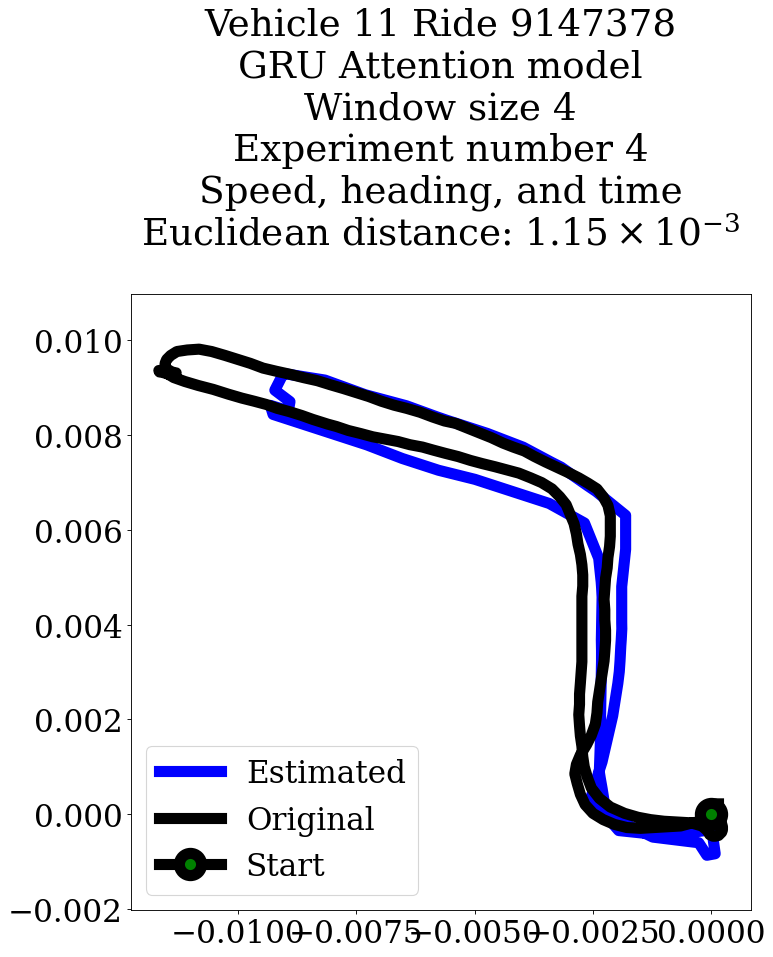 Vehicle 11 Ride 9147378
GRU Attention model
Window size 4
Experiment number 4
Speed, heading, and time
Euclidean distance: 1.15 × 10⁻³
0.010
0.008
0.006
0.004
0.002
0.000
−0.002
Estimated
Original
Start
−0.0100 −0.0075 −0.0050 −0.0025 0.0000